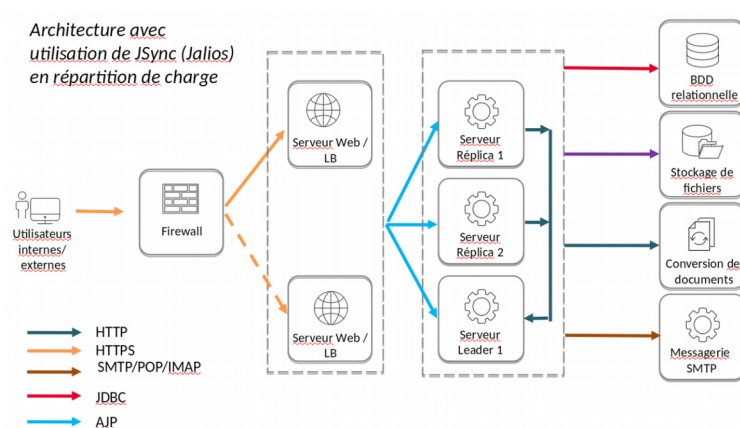 Architecture avec
utilisation de JSync (Jalios)
en répartition de charge
Utilisateurs
internes/
externes
Firewall
Serveur Web /
LB
Serveur Web /
LB
Serveur
Réplica 1
Serveur
Réplica 2
Serveur
Leader 1
BDD
relationnelle
Stockage de
fichiers
Conversion de
documents
Messagerie
SMTP
HTTP
HTTPS
SMTP/POP/IMAP
JDBC
AJP